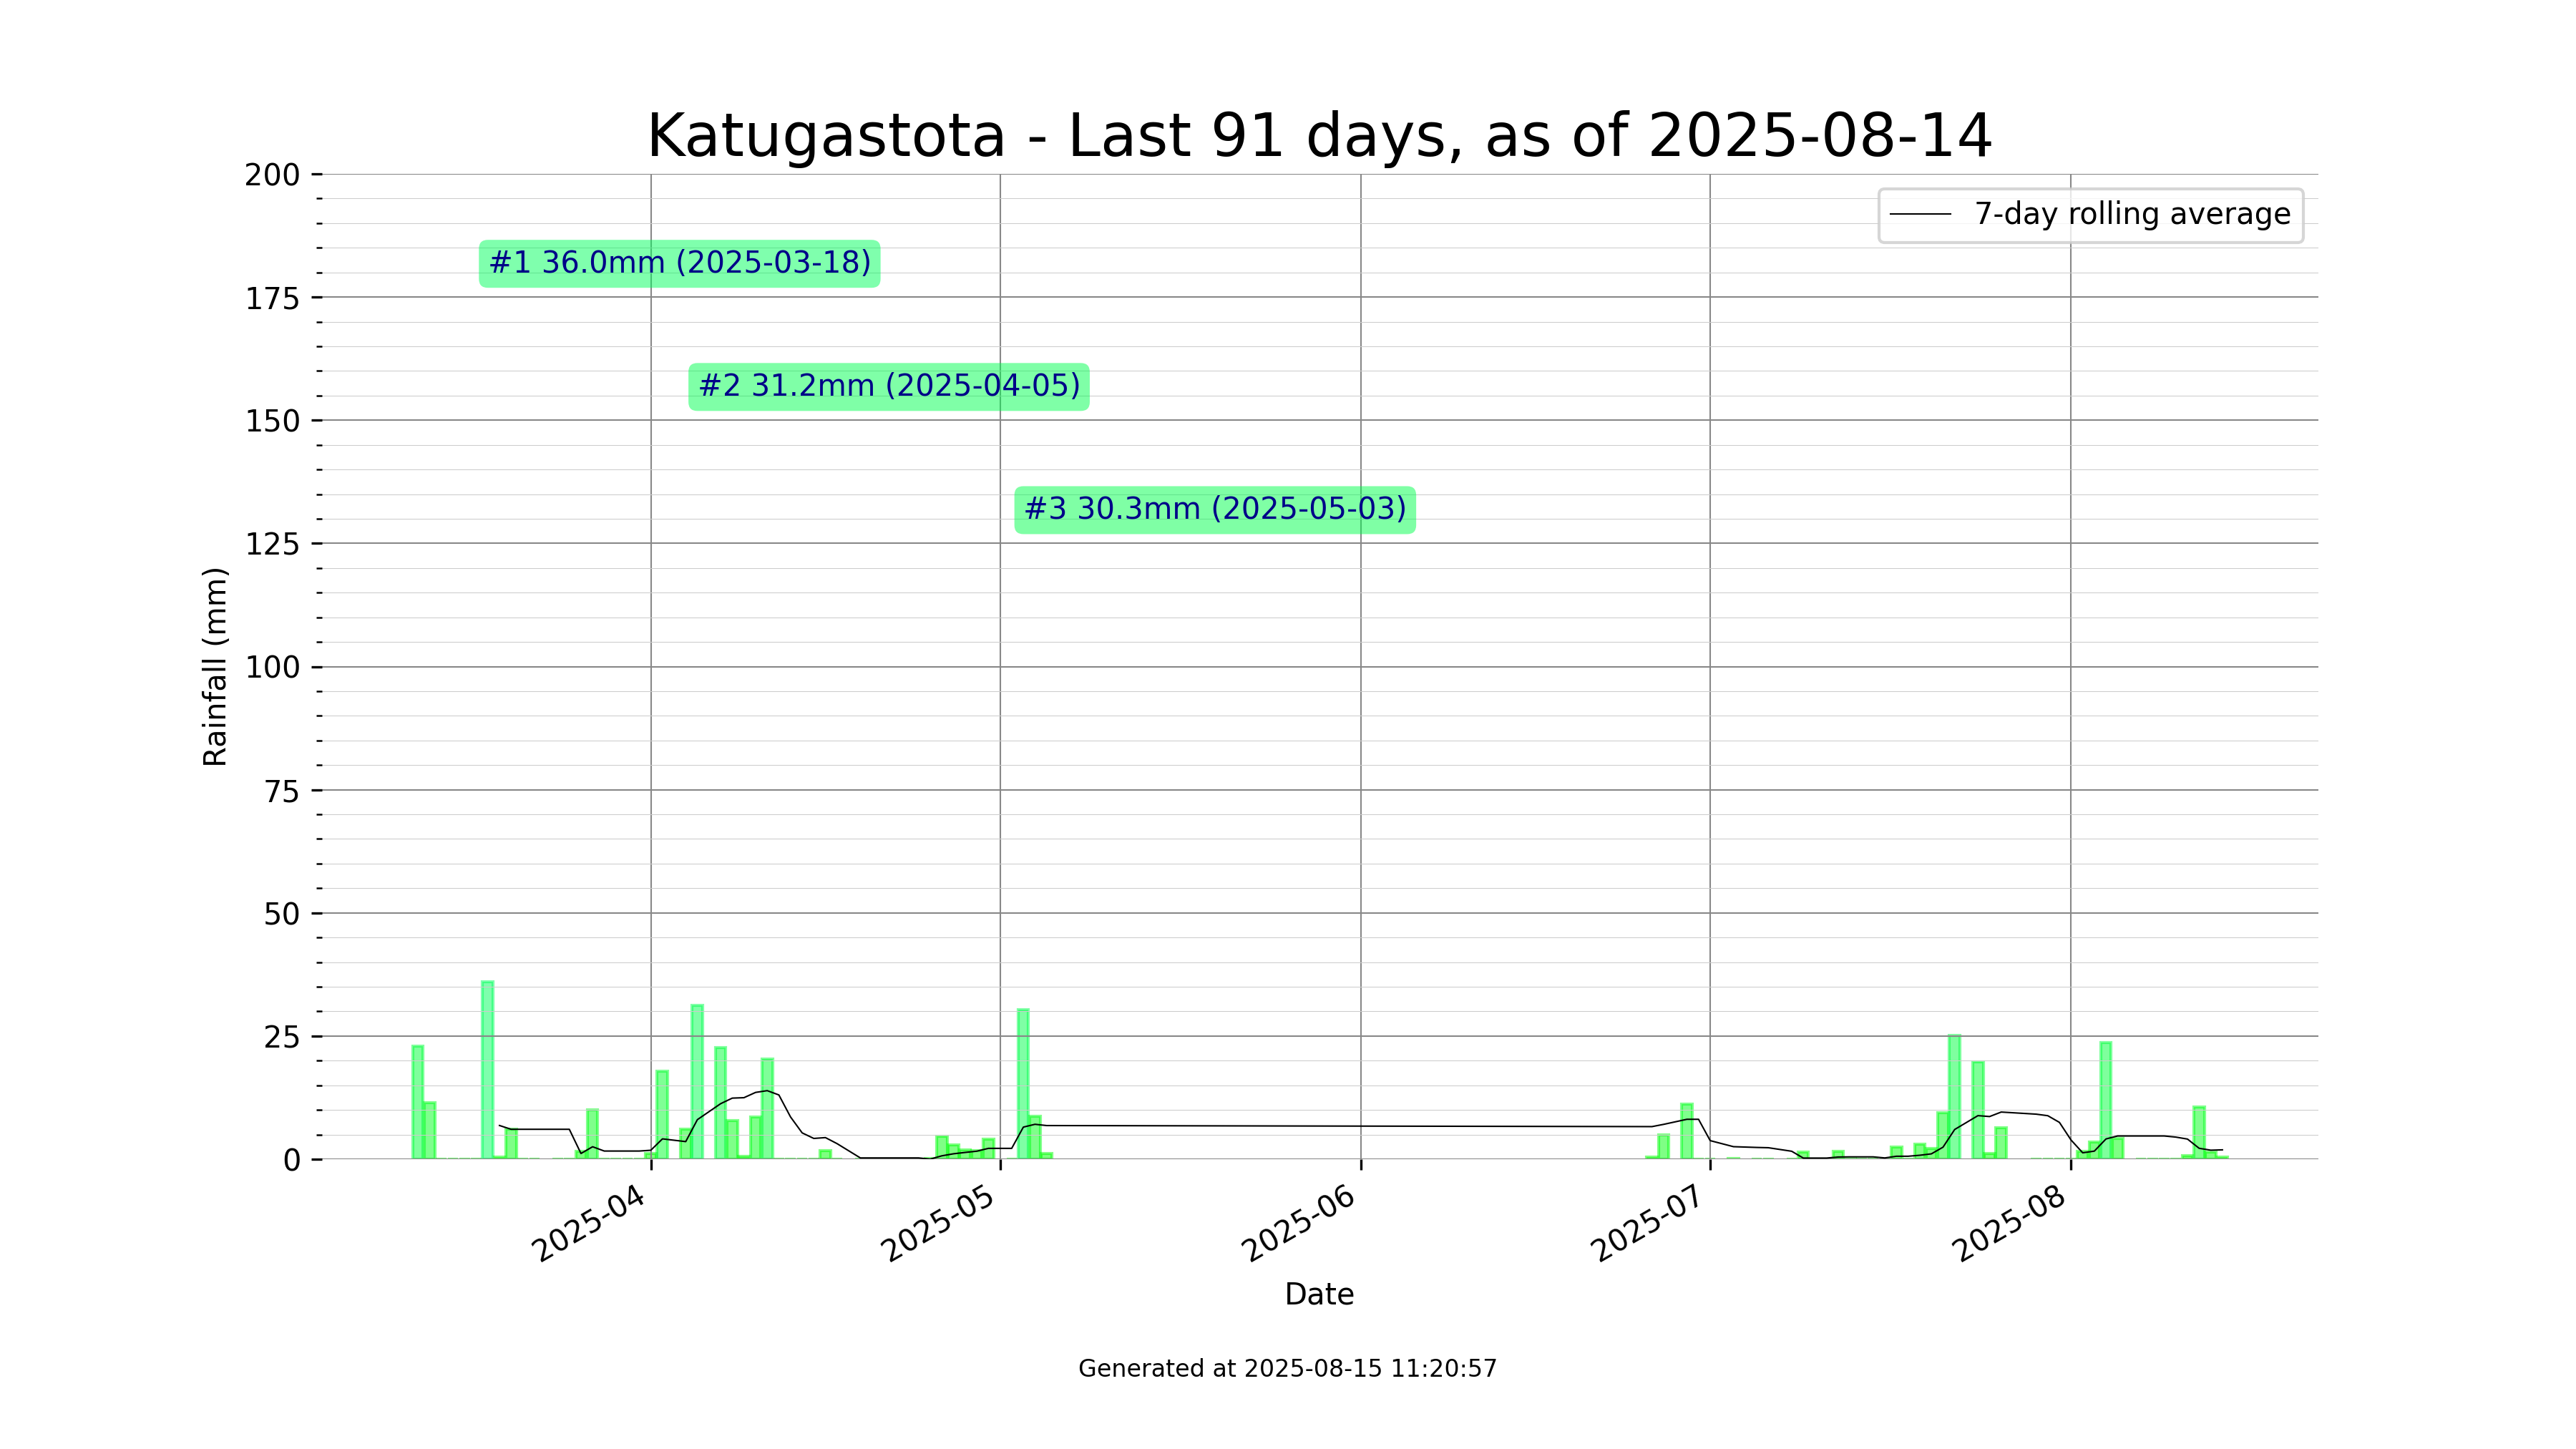 Katugastota - Last 91 days, as of 2025-08-14
7-day rolling average
#1 36.0mm (2025-03-18)
#2 31.2mm (2025-04-05)
#3 30.3mm (2025-05-03)
Rainfall (mm)
200
175
150
125
100
75
50
25
0
2025-04
2025-05
2025-06
2025-07
2025-08
Date
Generated at 2025-08-15 11:20:57